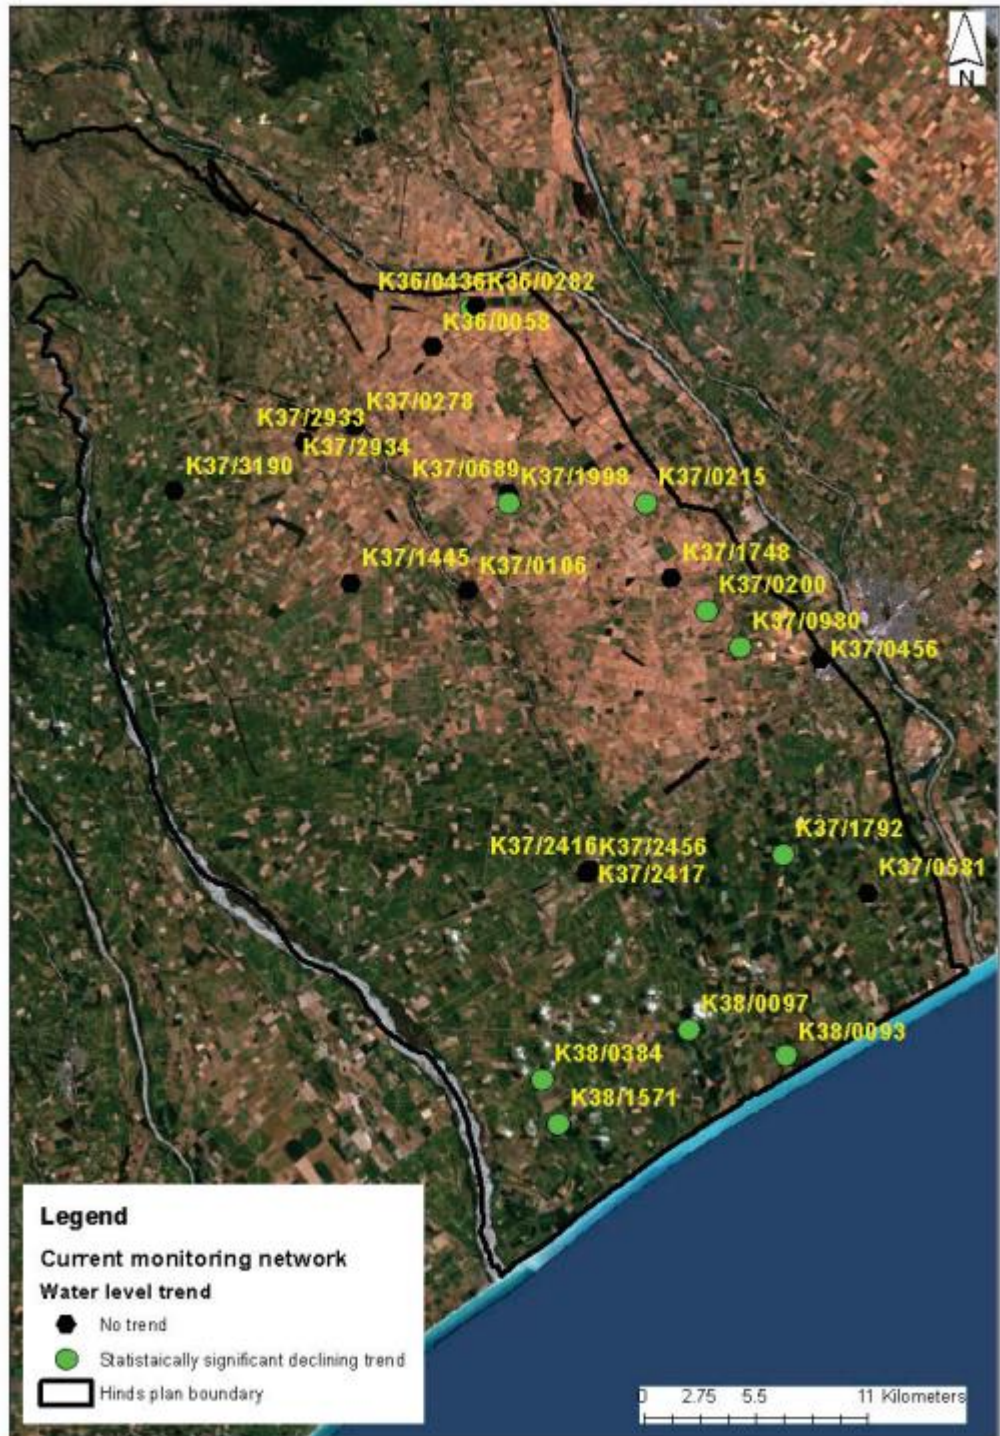 N
K36/0436K36/0282
K36/0058
K37/0278
K37/2933
K37/2934
K37/3190
K37/0689
K37/1998
K37/0215
K37/1445
K37/0106
K37/1748
K37/0200
K37/0980
K37/0456
K37/1792
K37/2416K37/2456
K37/2417
K37/0581
K38/0097
K38/0093
K38/0384
K38/1571
Legend
Current monitoring network
Water level trend
No trend
Statistaically significant declining trend
Hinds plan boundary
0 2.75 5.5 11 Kilometers